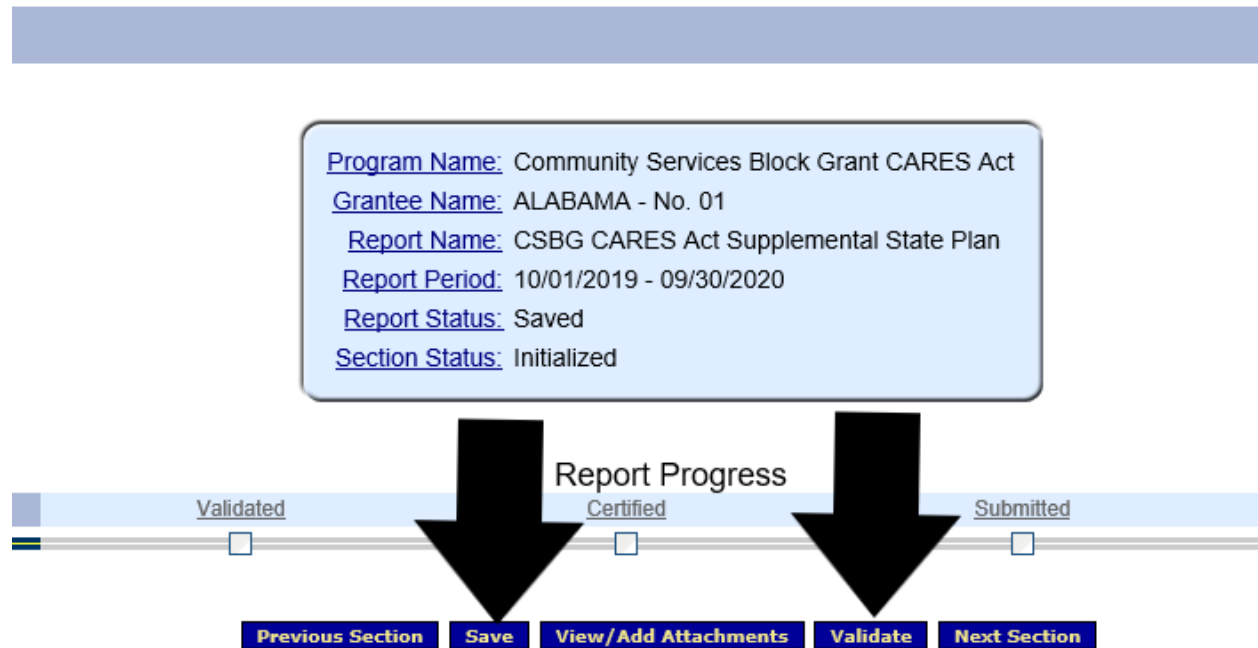 Program Name: Community Services Block Grant CARES Act
Grantee Name: ALABAMA - No. 01
Report Name: CSBG CARES Act Supplemental State Plan
Report Period: 10/01/2019 - 09/30/2020
Report Status: Saved
Section Status: Initialized
Report Progress
Validated Certified Submitted
Previous Section Save View/Add Attachments Validate Next Section